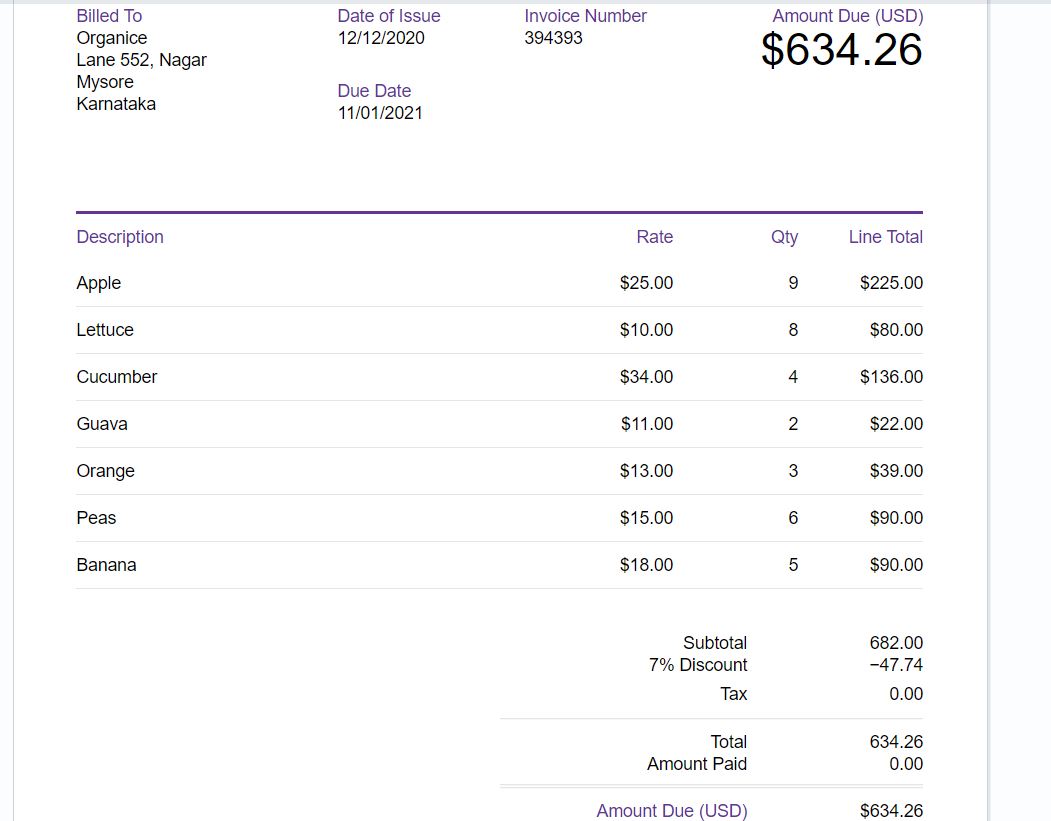 Billed To
Organice
Lane 552, Nagar
Mysore
Karnataka
Date of Issue
12/12/2020
Due Date
11/01/2021
Invoice Number
394393
Amount Due (USD)
$634.26
Description Rate Qty Line Total
Apple $25.00 9 $225.00
Lettuce $10.00 8 $80.00
Cucumber $34.00 4 $136.00
Guava $11.00 2 $22.00
Orange $13.00 3 $39.00
Peas $15.00 6 $90.00
Banana $18.00 5 $90.00
Subtotal 682.00
7% Discount −47.74
Tax 0.00
Total 634.26
Amount Paid 0.00
Amount Due (USD) $634.26